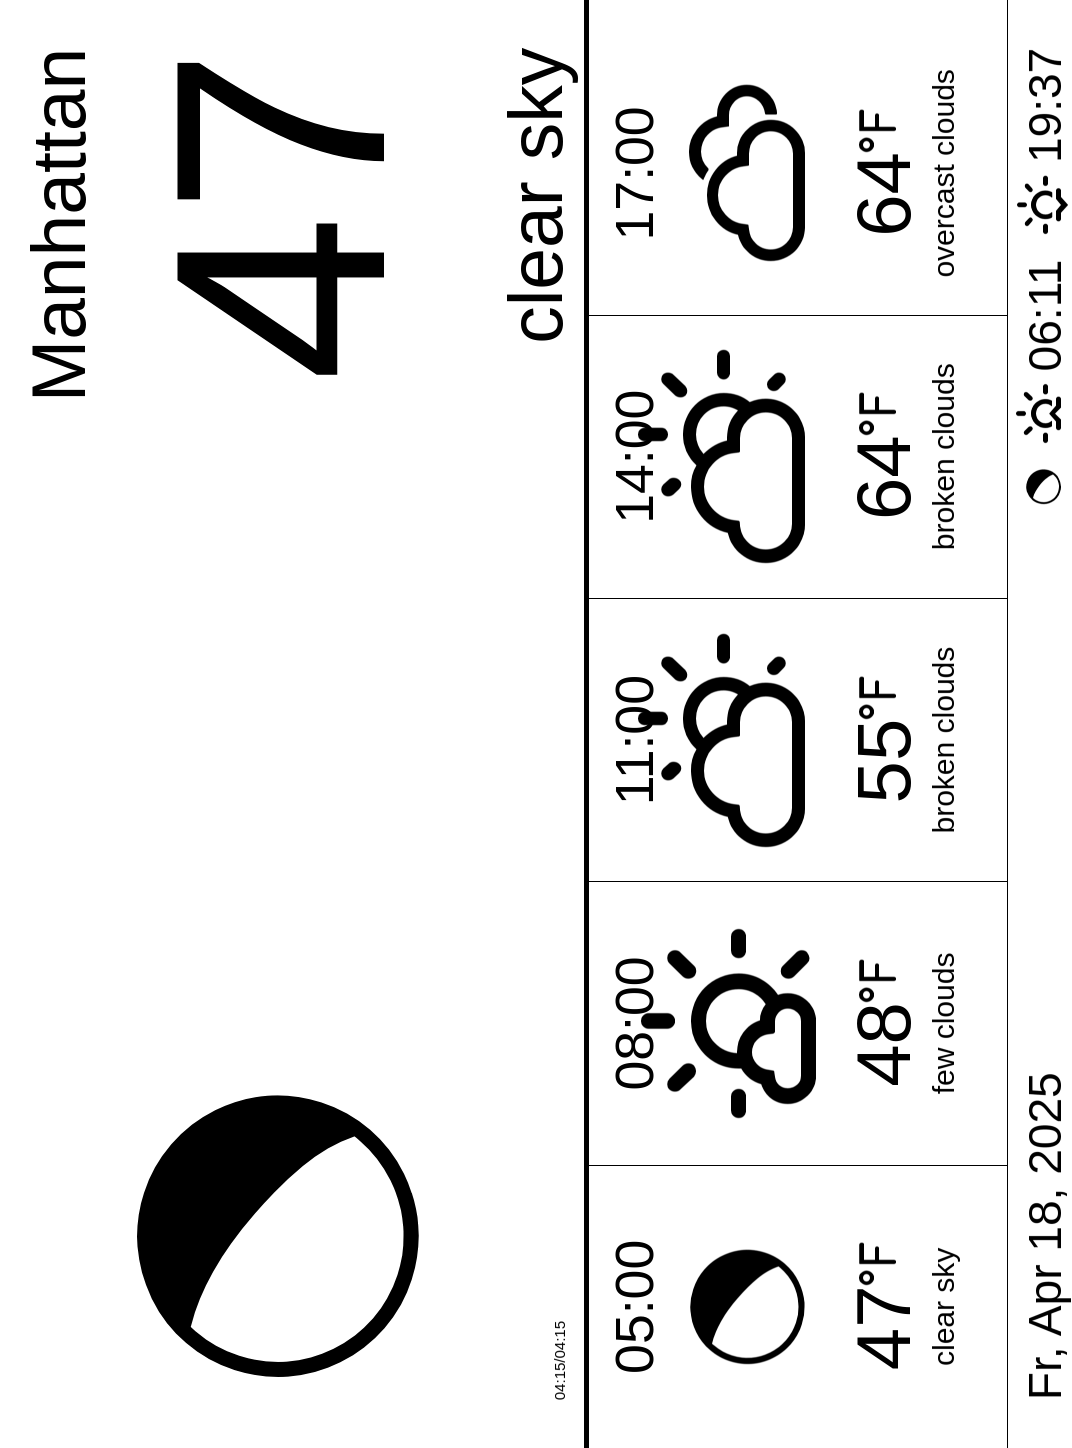 Manhattan
47
clear sky
04:15/04:15
05:00 08:00 11:00 14:00 17:00
47°F 48°F 55°F 64°F 64°F
clear sky few clouds broken clouds broken clouds overcast clouds
Fr, Apr 18, 2025 06:11 19:37